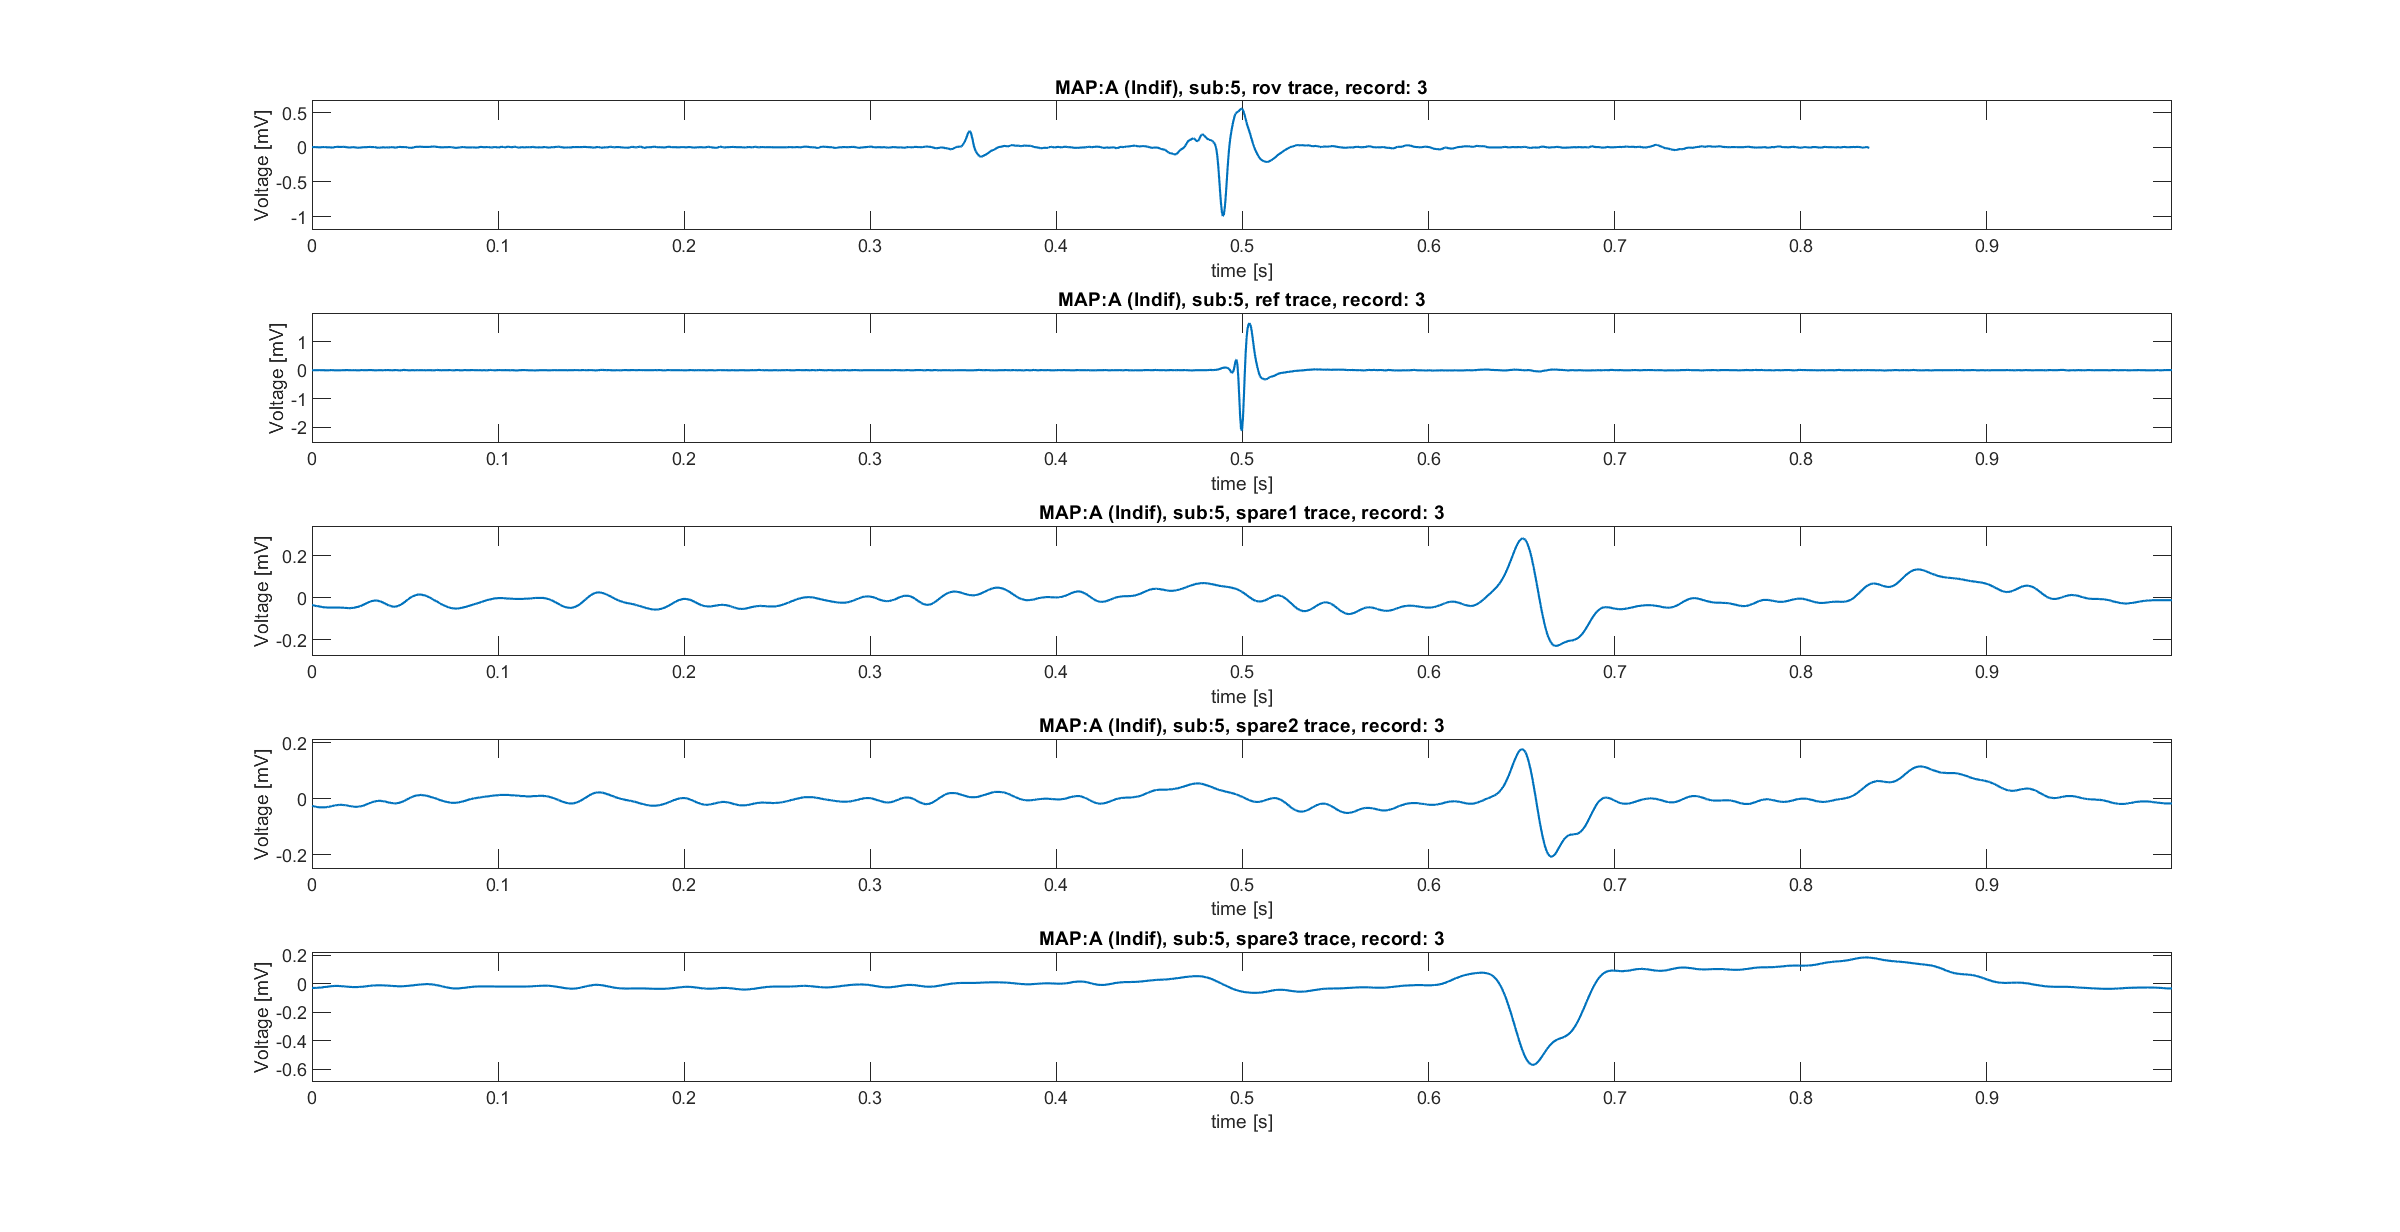 MAP:A (Indif), sub:5, rov trace, record: 3
Voltage [mV]
0.5
0
-0.5
-1
0 0.1 0.2 0.3 0.4 0.5 0.6 0.7 0.8 0.9
time [s]
MAP:A (Indif), sub:5, ref trace, record: 3
Voltage [mV]
1
0
-1
-2
0 0.1 0.2 0.3 0.4 0.5 0.6 0.7 0.8 0.9
time [s]
MAP:A (Indif), sub:5, spare1 trace, record: 3
Voltage [mV]
0.2
0
-0.2
0 0.1 0.2 0.3 0.4 0.5 0.6 0.7 0.8 0.9
time [s]
MAP:A (Indif), sub:5, spare2 trace, record: 3
Voltage [mV]
0.2
0
-0.2
0 0.1 0.2 0.3 0.4 0.5 0.6 0.7 0.8 0.9
time [s]
MAP:A (Indif), sub:5, spare3 trace, record: 3
Voltage [mV]
0.2
0
-0.2
-0.4
-0.6
0 0.1 0.2 0.3 0.4 0.5 0.6 0.7 0.8 0.9
time [s]